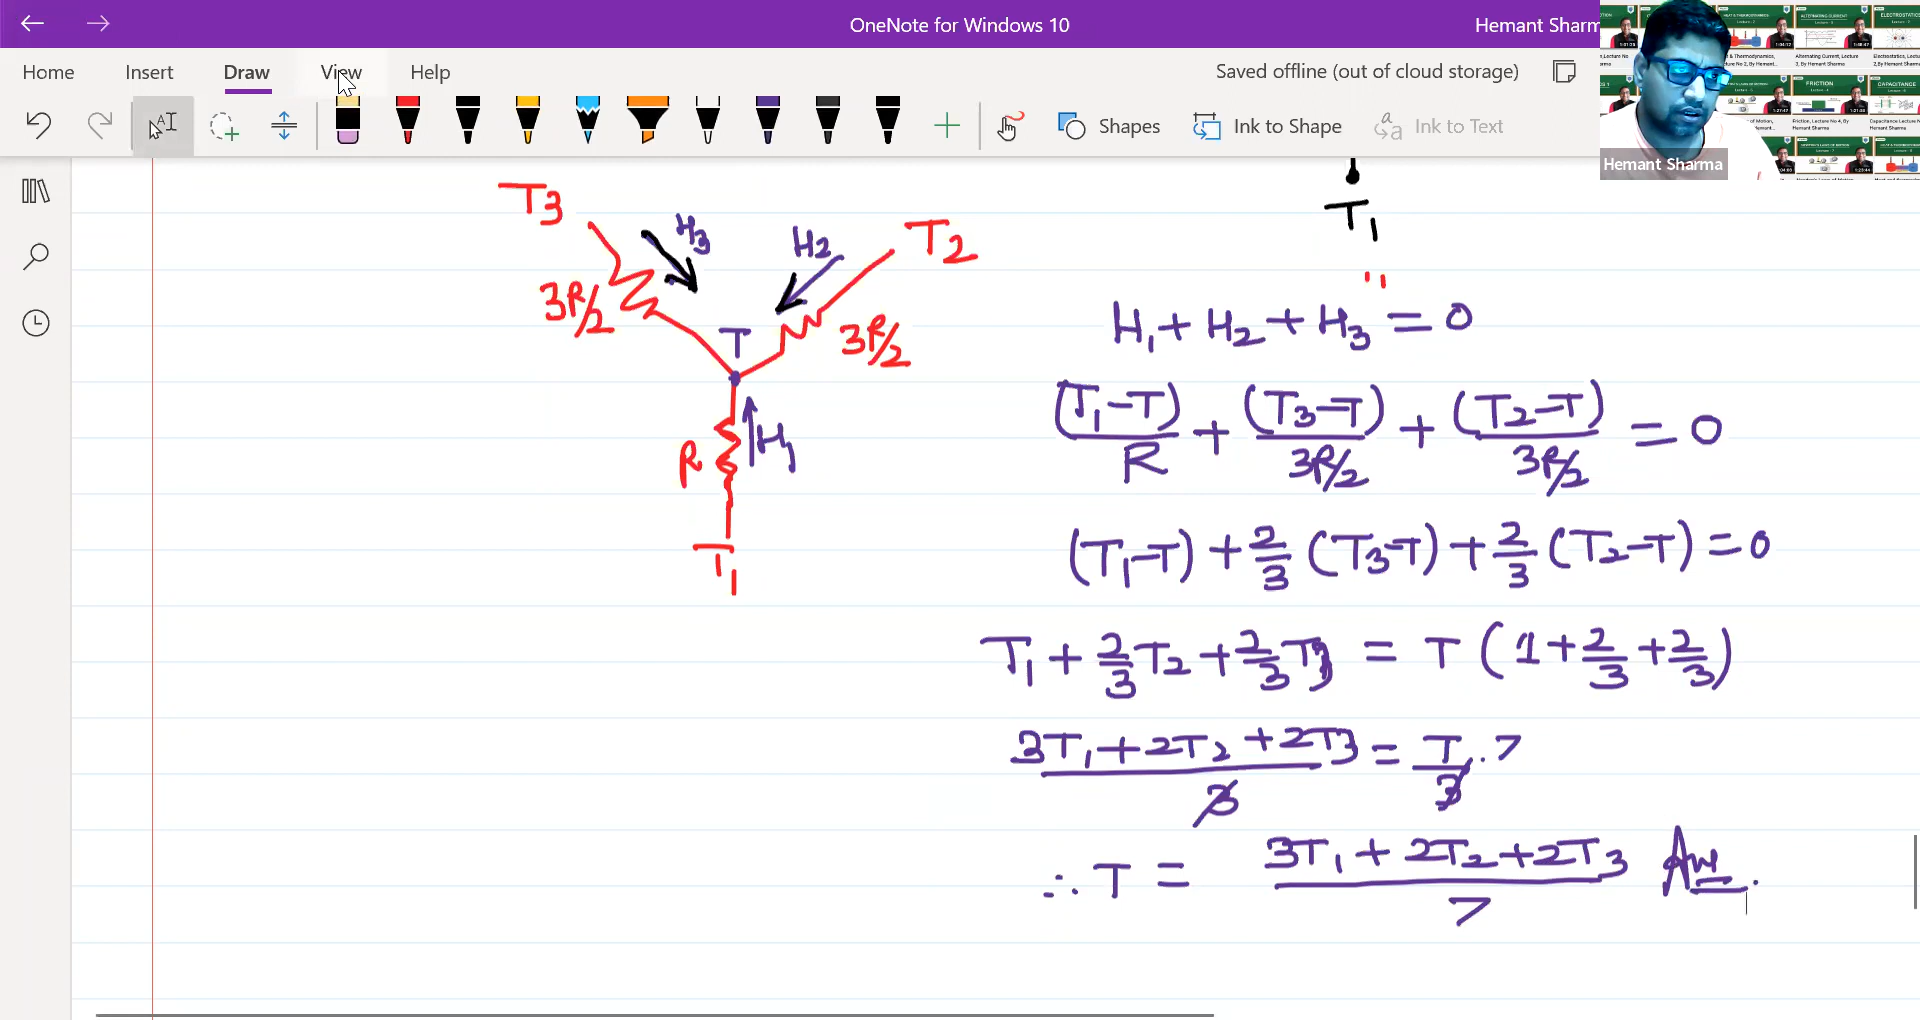 OneNote for Windows 10
Hemant Sharm
Home Insert Draw View Help
Saved offline (out of cloud storage)
Shapes Ink to Shape Ink to Text
Hemant Sharma
T3
H3
H2
T2
3R/2
3R/2
T
R
H1
T1
T1
"
H1 + H2 + H3 = 0
(T1-T)/R + (T3-T)/3R/2 + (T2-T)/3R/2 = 0
(T1-T) + 2/3 (T3-T) + 2/3 (T2-T) = 0
T1 + 2/3 T2 + 2/3 T3 = T (1 + 2/3 + 2/3)
3T1 + 2T2 + 2T3 / 3 = T/3 . 7
∴ T = 3T1 + 2T2 + 2T3 / 7 Ans.